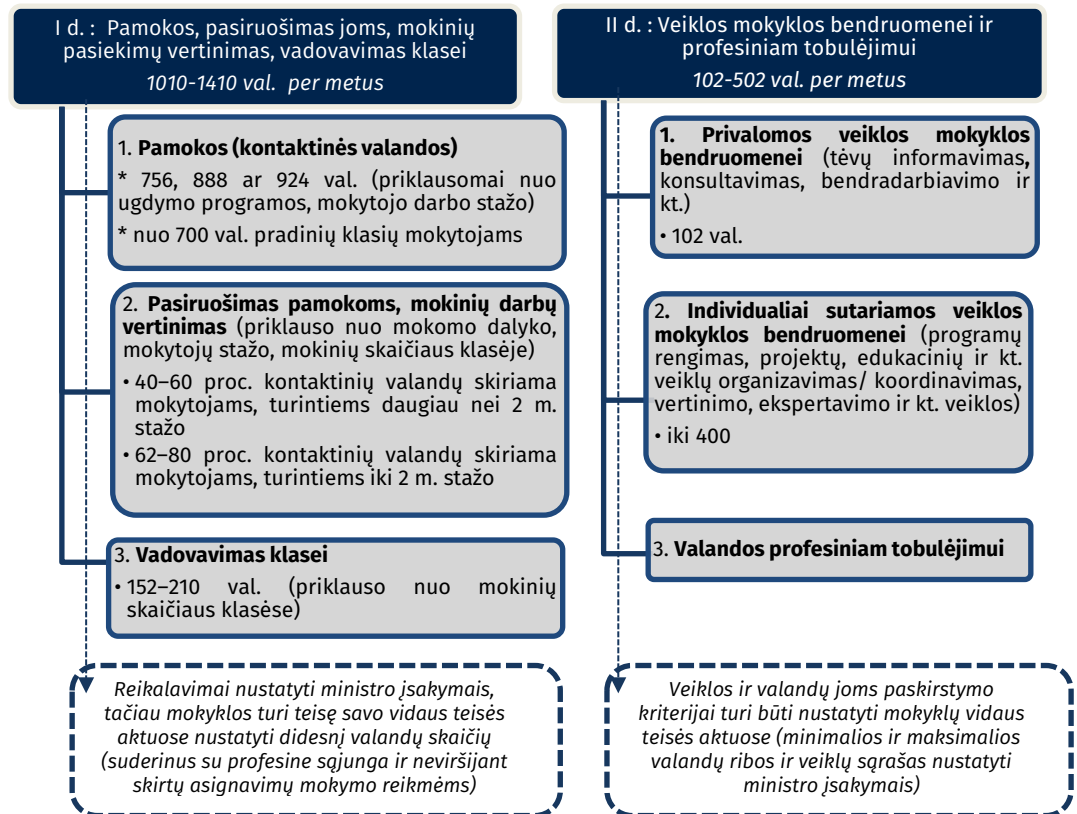 I d. :  Pamokos, pasiruošimas joms, mokinių
pasiekimų vertinimas, vadovavimas klasei
1010-1410 val.  per metus
1. Pamokos (kontaktinės valandos)
* 756, 888 ar 924 val. (priklausomai nuo
ugdymo programos, mokytojo darbo stažo)
* nuo 700 val. pradinių klasių mokytojams
2. Pasiruošimas pamokoms, mokinių darbų
vertinimas (priklauso nuo mokomo dalyko,
mokytojų stažo, mokinių skaičiaus klasėje)
• 40–60 proc. kontaktinių valandų skiriama
mokytojams, turintiems daugiau nei 2 m.
stažo
• 62–80 proc. kontaktinių valandų skiriama
mokytojams, turintiems iki 2 m. stažo
3. Vadovavimas klasei
• 152–210 val. (priklauso nuo mokinių
skaičiaus klasėse)
Reikalavimai nustatyti ministro įsakymais,
tačiau mokyklos turi teisę savo vidaus teisės
aktuose nustatyti didesnį valandų skaičių
(suderinus su profesine sąjunga ir neviršijant
skirtų asignavimų mokymo reikmėms)
II d. : Veiklos mokyklos bendruomenei ir
profesiniam tobulėjimui
102-502 val. per metus
1. Privalomos veiklos mokyklos
bendruomenei (tėvų informavimas,
konsultavimas, bendradarbiavimo ir
kt.)
• 102 val.
2. Individualiai sutariamos veiklos
mokyklos bendruomenei (programų
rengimas, projektų, edukacinių ir kt.
veiklų organizavimas/ koordinavimas,
vertinimo, ekspertavimo ir kt. veiklos)
• iki 400
3. Valandos profesiniam tobulėjimui
Veiklos ir valandų joms paskirstymo
kriterijai turi būti nustatyti mokyklų vidaus
teisės aktuose (minimalios ir maksimalios
valandų ribos ir veiklų sąrašas nustatyti
ministro įsakymais)